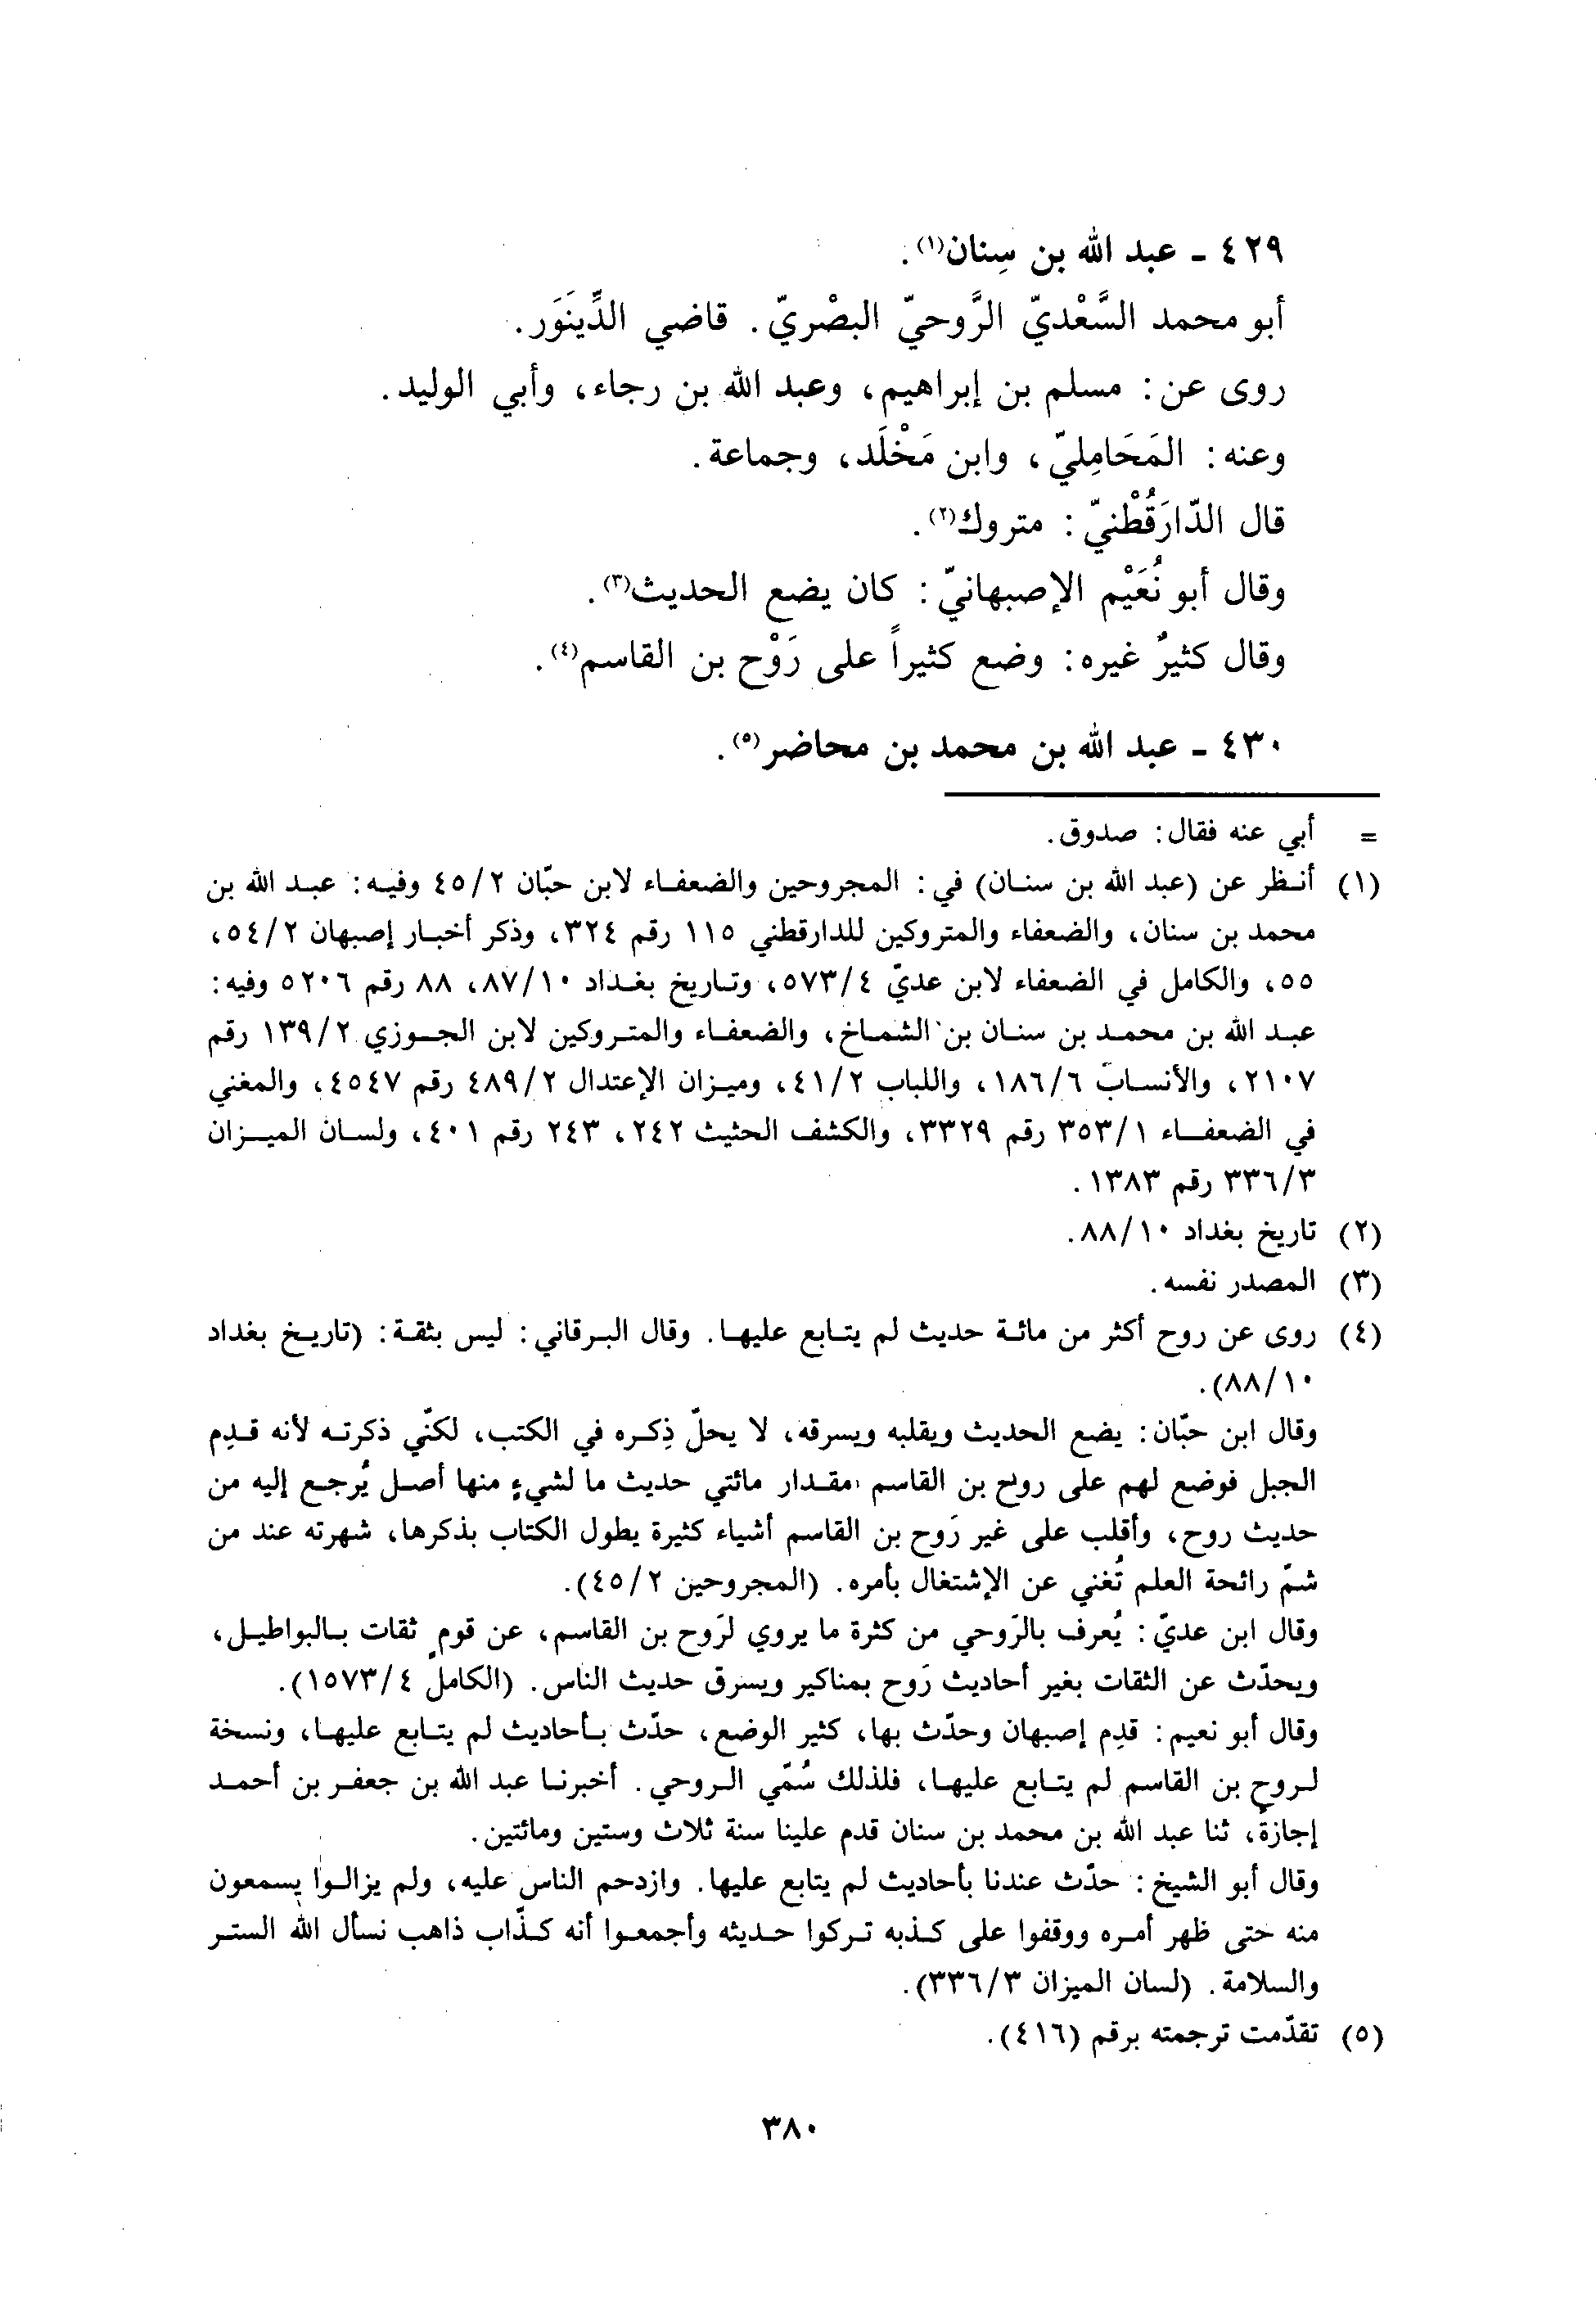 ٤٢٩ - عبد الله بن سِنان(١).
أبو محمد السَّعْديّ الرَّوحيّ البصْريّ. قاضي الدِّينَوَر.
روى عن: مسلم بن إبراهيم، وعبد الله بن رجاء، وأبي الوليد.
وعنه: المَحَامِليّ، وابن مَخْلَد، وجماعة.
قال الدّارَقُطْنيّ: متروك(٢).
وقال أبو نُعَيْم الإصبهانيّ: كان يضع الحديث(٣).
وقال كثيرٌ غيره: وضع كثيراً على رَوْح بن القاسم(٤).
٤٣٠ - عبد الله بن محمد بن محاضر(٥).
= أبي عنه فقال: صدوق.
(١) أنظر عن (عبد الله بن سنان) في: المجروحين والضعفاء لابن حبّان ٤٥/٢ وفيه: عبد الله بن
محمد بن سنان، والضعفاء والمتروكين للدارقطني ١١٥ رقم ٣٢٤، وذكر أخبار إصبهان ٥٤/٢،
٥٥، والكامل في الضعفاء لابن عديّ ٥٧٣/٤، وتاريخ بغداد ٨٧/١٠، ٨٨ رقم ٥٢٠٦ وفيه:
عبد الله بن محمد بن سنان بن الشماخ، والضعفاء والمتروكين لابن الجوزي ١٣٩/٢ رقم
٢١٠٧، والأنساب ١٨٦/٦، واللباب ٤١/٢، وميزان الإعتدال ٤٨٩/٢ رقم ٤٥٤٧، والمغني
في الضعفاء ٣٥٣/١ رقم ٣٣٢٩، والكشف الحثيث ٢٤٢، ٢٤٣ رقم ٤٠١، ولسان الميزان
٣٣٦/٣ رقم ١٣٨٣.
(٢) تاريخ بغداد ٨٨/١٠.
(٣) المصدر نفسه.
(٤) روى عن روح أكثر من مائة حديث لم يتابع عليها. وقال البرقاني: ليس بثقة: (تاريخ بغداد
٨٨/١٠).
وقال ابن حبّان: يضع الحديث ويقلبه ويسرقه، لا يحلّ ذِكره في الكتب، لكنّي ذكرته لأنه قدِم
الجبل فوضع لهم على روح بن القاسم مقدار مائتي حديث ما لشيءٍ منها أصل يُرجع إليه من
حديث روح، وأقلب على غير رَوح بن القاسم أشياء كثيرة يطول الكتاب بذكرها، شهرته عند من
شمّ رائحة العلم تُغني عن الإشتغال بأمره. (المجروحين ٤٥/٢).
وقال ابن عديّ: يُعرف بالرَوحي من كثرة ما يروي لرَوح بن القاسم، عن قومٍ ثقات بالبواطيل،
ويحدّث عن الثقات بغير أحاديث رَوح بمناكير ويسرق حديث الناس. (الكامل ١٥٧٣/٤).
وقال أبو نعيم: قدِم إصبهان وحدّث بها، كثير الوضع، حدّث بأحاديث لم يتابع عليها، ونسخة
لروح بن القاسم لم يتابع عليها، فلذلك سُمّي الروحي. أخبرنا عبد الله بن جعفر بن أحمد
إجازة، ثنا عبد الله بن محمد بن سنان قدم علينا سنة ثلاث وستين ومائتين.
وقال أبو الشيخ: حدّث عندنا بأحاديث لم يتابع عليها. وازدحم الناس عليه، ولم يزالوا يسمعون
منه حتى ظهر أمره ووقفوا على كذبه تركوا حديثه وأجمعوا أنه كذّاب ذاهب نسأل الله الستر
والسلامة. (لسان الميزان ٣٣٦/٣).
(٥) تقدّمت ترجمته برقم (٤١٦).
٣٨٠